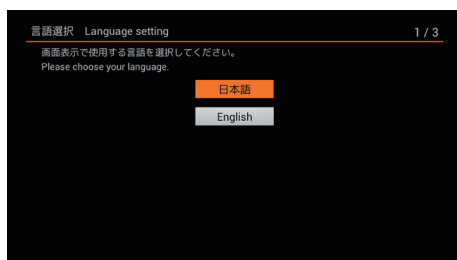 言語選択 Language setting 1 / 3
画面表示で使用する言語を選択してください。
Please choose your language.
日本語
English